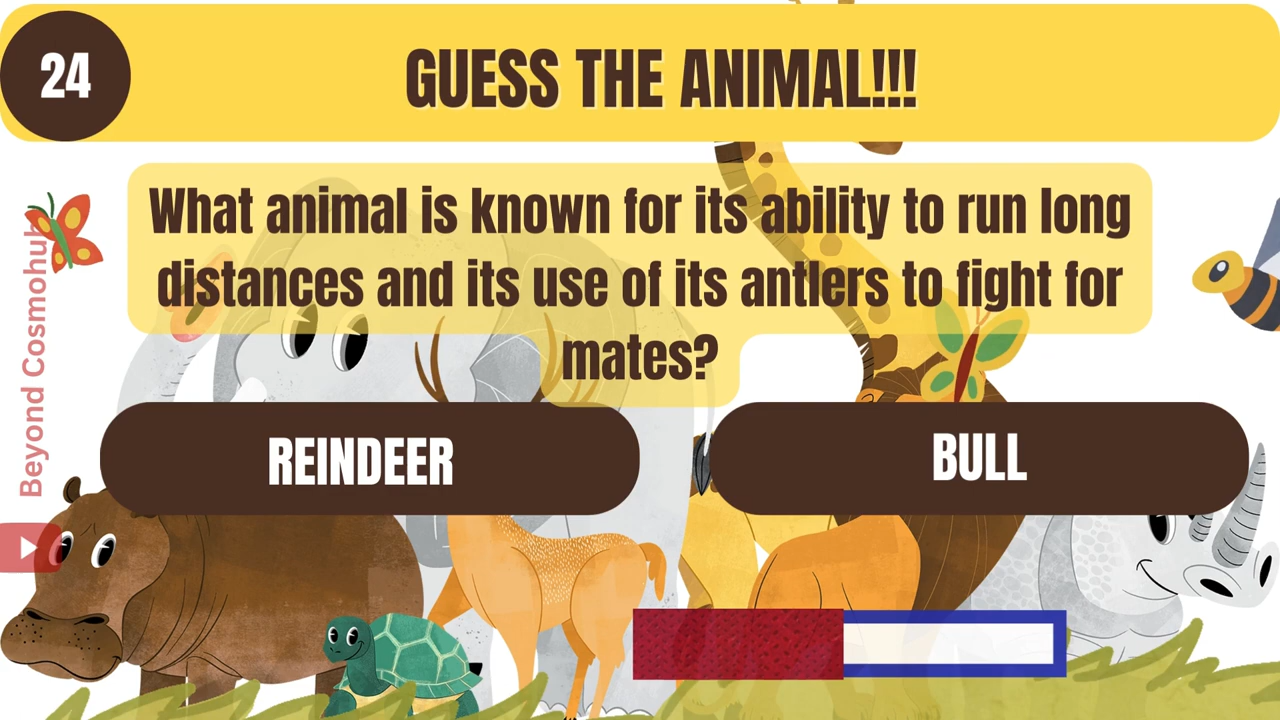 24
GUESS THE ANIMAL!!!
What animal is known for its ability to run long
distances and its use of its antlers to fight for
mates?
REINDEER
BULL
Beyond Cosmohub